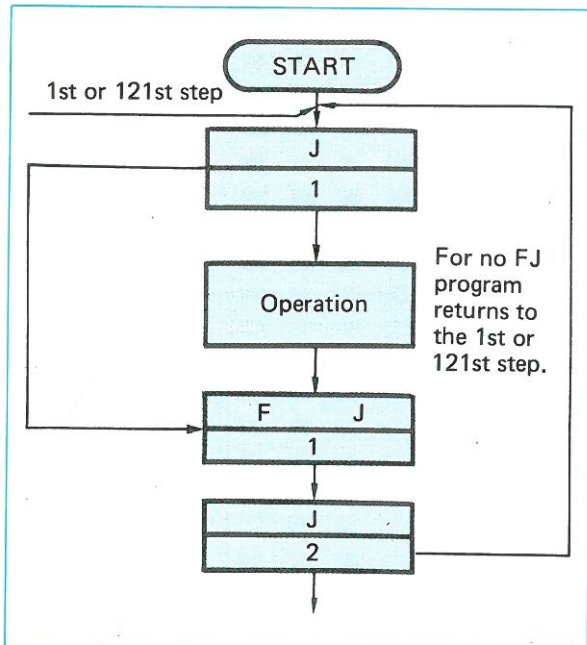 START
1st or 121st step
J
1
Operation
For no FJ
program
returns to
the 1st or
121st step.
F J
1
J
2